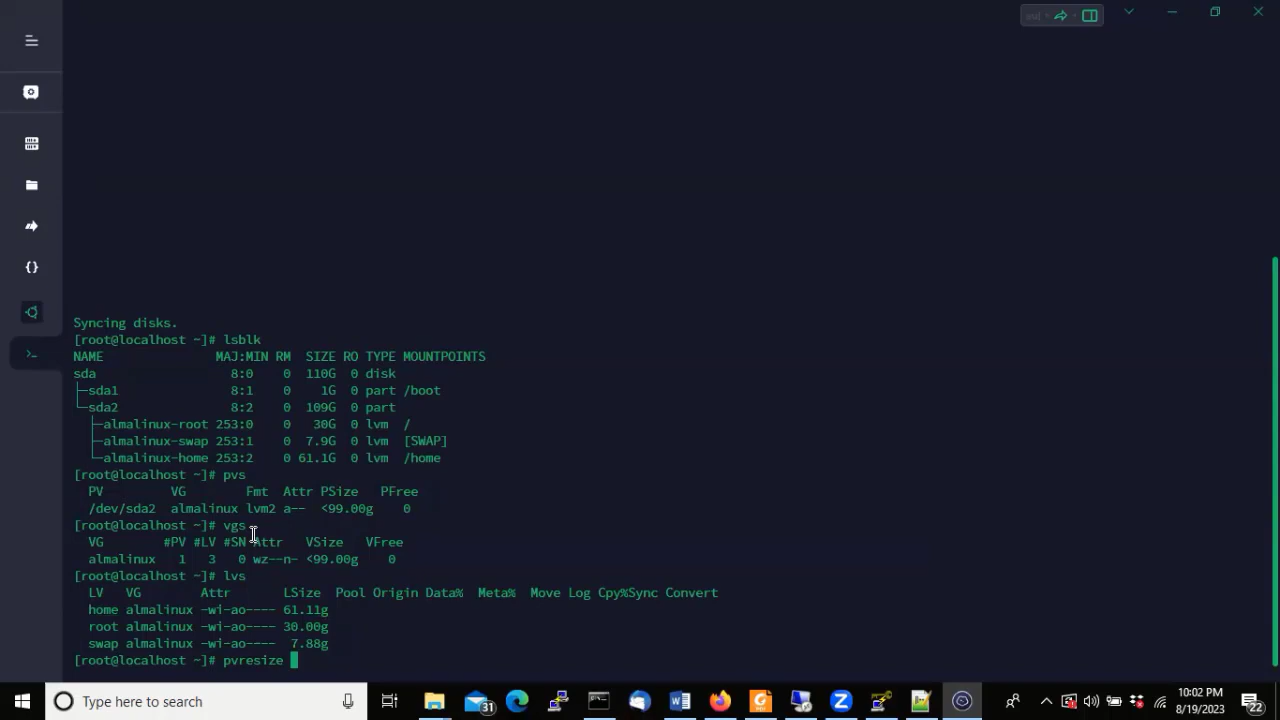 Syncing disks.
[root@localhost ~]# lsblk
NAME MAJ:MIN RM SIZE RO TYPE MOUNTPOINTS
sda 8:0 0 110G 0 disk
├─sda1 8:1 0 1G 0 part /boot
└─sda2 8:2 0 109G 0 part
├─almalinux-root 253:0 0 30G 0 lvm /
├─almalinux-swap 253:1 0 7.9G 0 lvm [SWAP]
└─almalinux-home 253:2 0 61.1G 0 lvm /home
[root@localhost ~]# pvs
PV VG Fmt Attr PSize PFree
/dev/sda2 almalinux lvm2 a-- <99.00g 0
[root@localhost ~]# vgs
VG #PV #LV #SN Attr VSize VFree
almalinux 1 3 0 wz--n- <99.00g 0
[root@localhost ~]# lvs
LV VG Attr LSize Pool Origin Data% Meta% Move Log Cpy%Sync Convert
home almalinux -wi-ao---- 61.11g
root almalinux -wi-ao---- 30.00g
swap almalinux -wi-ao---- 7.88g
[root@localhost ~]# pvresize
Type here to search
31
10:02 PM
8/19/2023
22